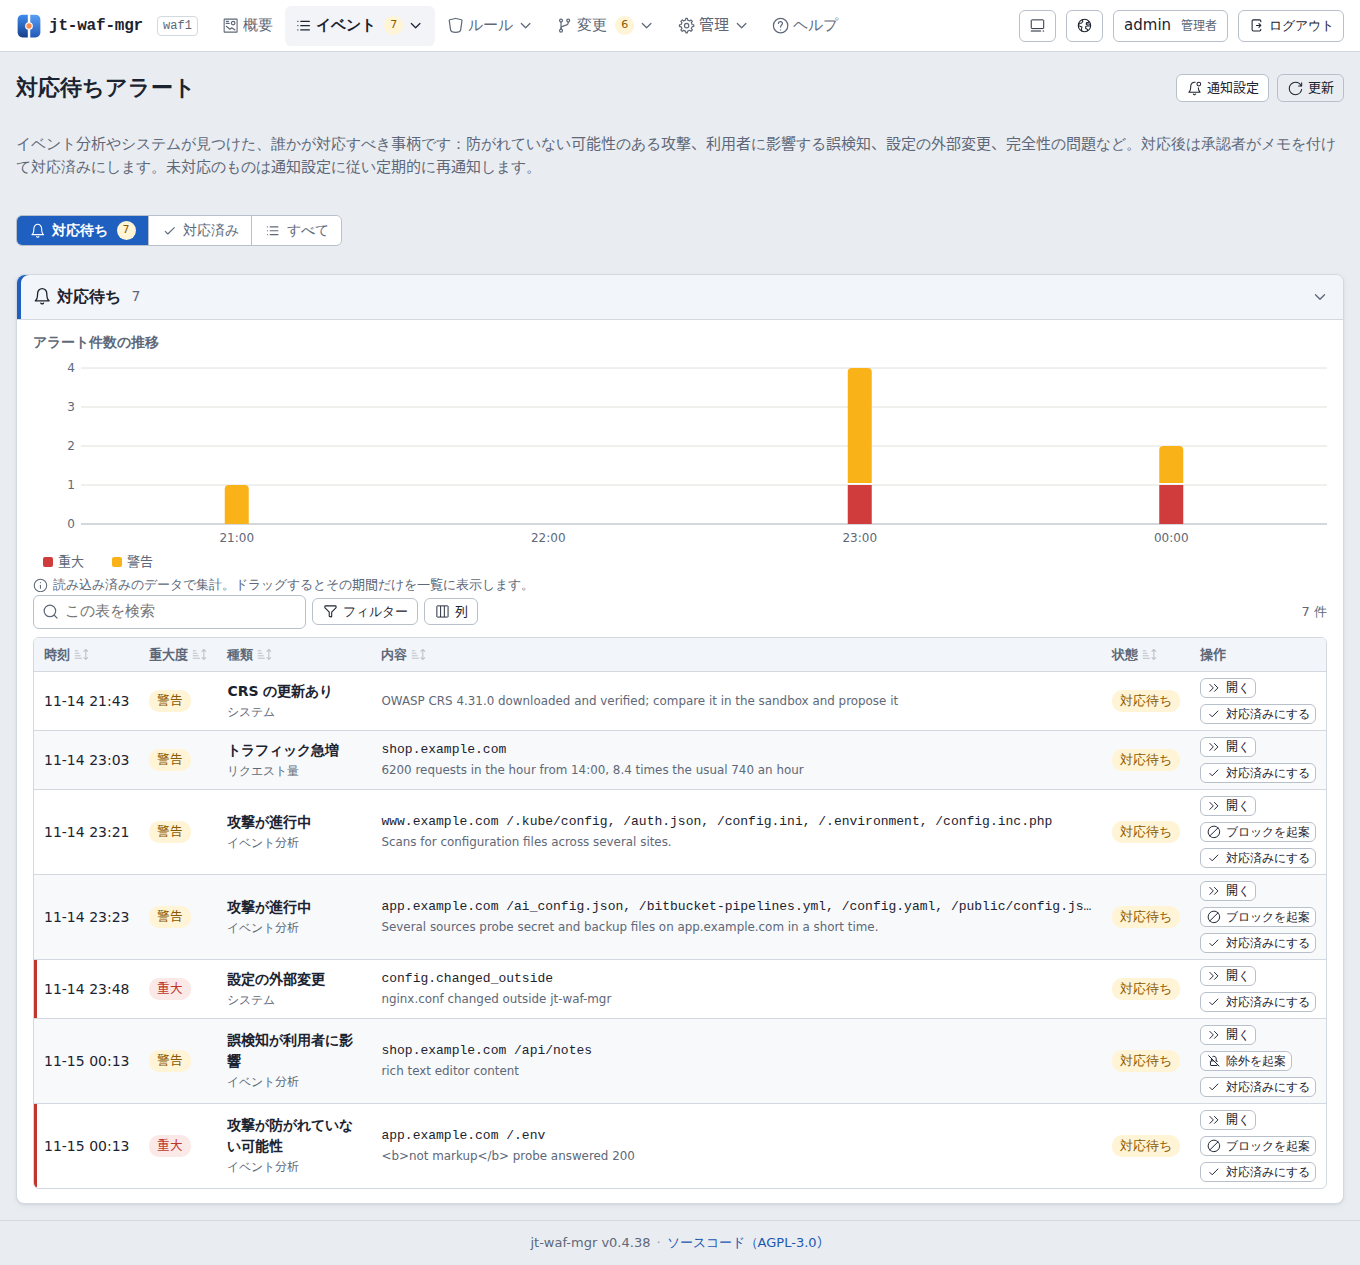 jt-waf-mgr waf1 概要 イベント 7 ルール 変更 6 管理 ヘルプ admin 管理者 ログアウト
対応待ちアラート 通知設定 更新
イベント分析やシステムが見つけた、誰かが対応すべき事柄です：防がれていない可能性のある攻撃、利用者に影響する誤検知、設定の外部変更、完全性の問題など。対応後は承認者がメモを付け
て対応済みにします。未対応のものは通知設定に従い定期的に再通知します。
対応待ち 7 対応済み すべて
対応待ち 7
アラート件数の推移
4
3
2
1
0
21:00 22:00 23:00 00:00
重大 警告
読み込み済みのデータで集計。ドラッグするとその期間だけを一覧に表示します。
この表を検索 フィルター 列 7 件
時刻 重大度 種類 内容 状態 操作
11-14 21:43 警告 CRS の更新あり システム OWASP CRS 4.31.0 downloaded and verified; compare it in the sandbox and propose it 対応待ち 開く 対応済みにする
11-14 23:03 警告 トラフィック急増 リクエスト量 shop.example.com 6200 requests in the hour from 14:00, 8.4 times the usual 740 an hour 対応待ち 開く 対応済みにする
11-14 23:21 警告 攻撃が進行中 イベント分析 www.example.com /.kube/config, /auth.json, /config.ini, /.environment, /config.inc.php Scans for configuration files across several sites. 対応待ち 開く ブロックを起案 対応済みにする
11-14 23:23 警告 攻撃が進行中 イベント分析 app.example.com /ai_config.json, /bitbucket-pipelines.yml, /config.yaml, /public/config.js… Several sources probe secret and backup files on app.example.com in a short time. 対応待ち 開く ブロックを起案 対応済みにする
11-14 23:48 重大 設定の外部変更 システム config.changed_outside nginx.conf changed outside jt-waf-mgr 対応待ち 開く 対応済みにする
11-15 00:13 警告 誤検知が利用者に影響 イベント分析 shop.example.com /api/notes rich text editor content 対応待ち 開く 除外を起案 対応済みにする
11-15 00:13 重大 攻撃が防がれていない可能性 イベント分析 app.example.com /.env <b>not markup</b> probe answered 200 対応待ち 開く ブロックを起案 対応済みにする
jt-waf-mgr v0.4.38 · ソースコード（AGPL-3.0）